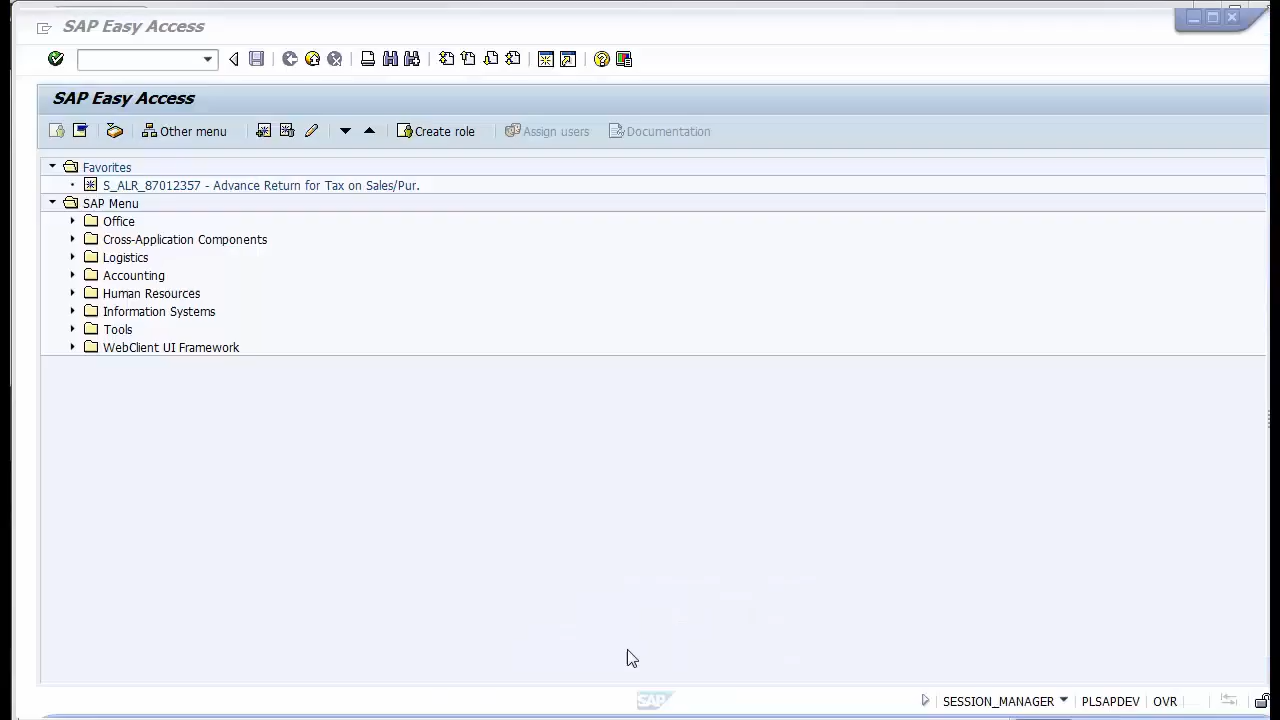 SAP Easy Access
SAP Easy Access
Other menu
Create role
Assign users
Documentation
Favorites
S_ALR_87012357 - Advance Return for Tax on Sales/Pur.
SAP Menu
Office
Cross-Application Components
Logistics
Accounting
Human Resources
Information Systems
Tools
WebClient UI Framework
SAP
SESSION_MANAGER
PLSAPDEV
OVR